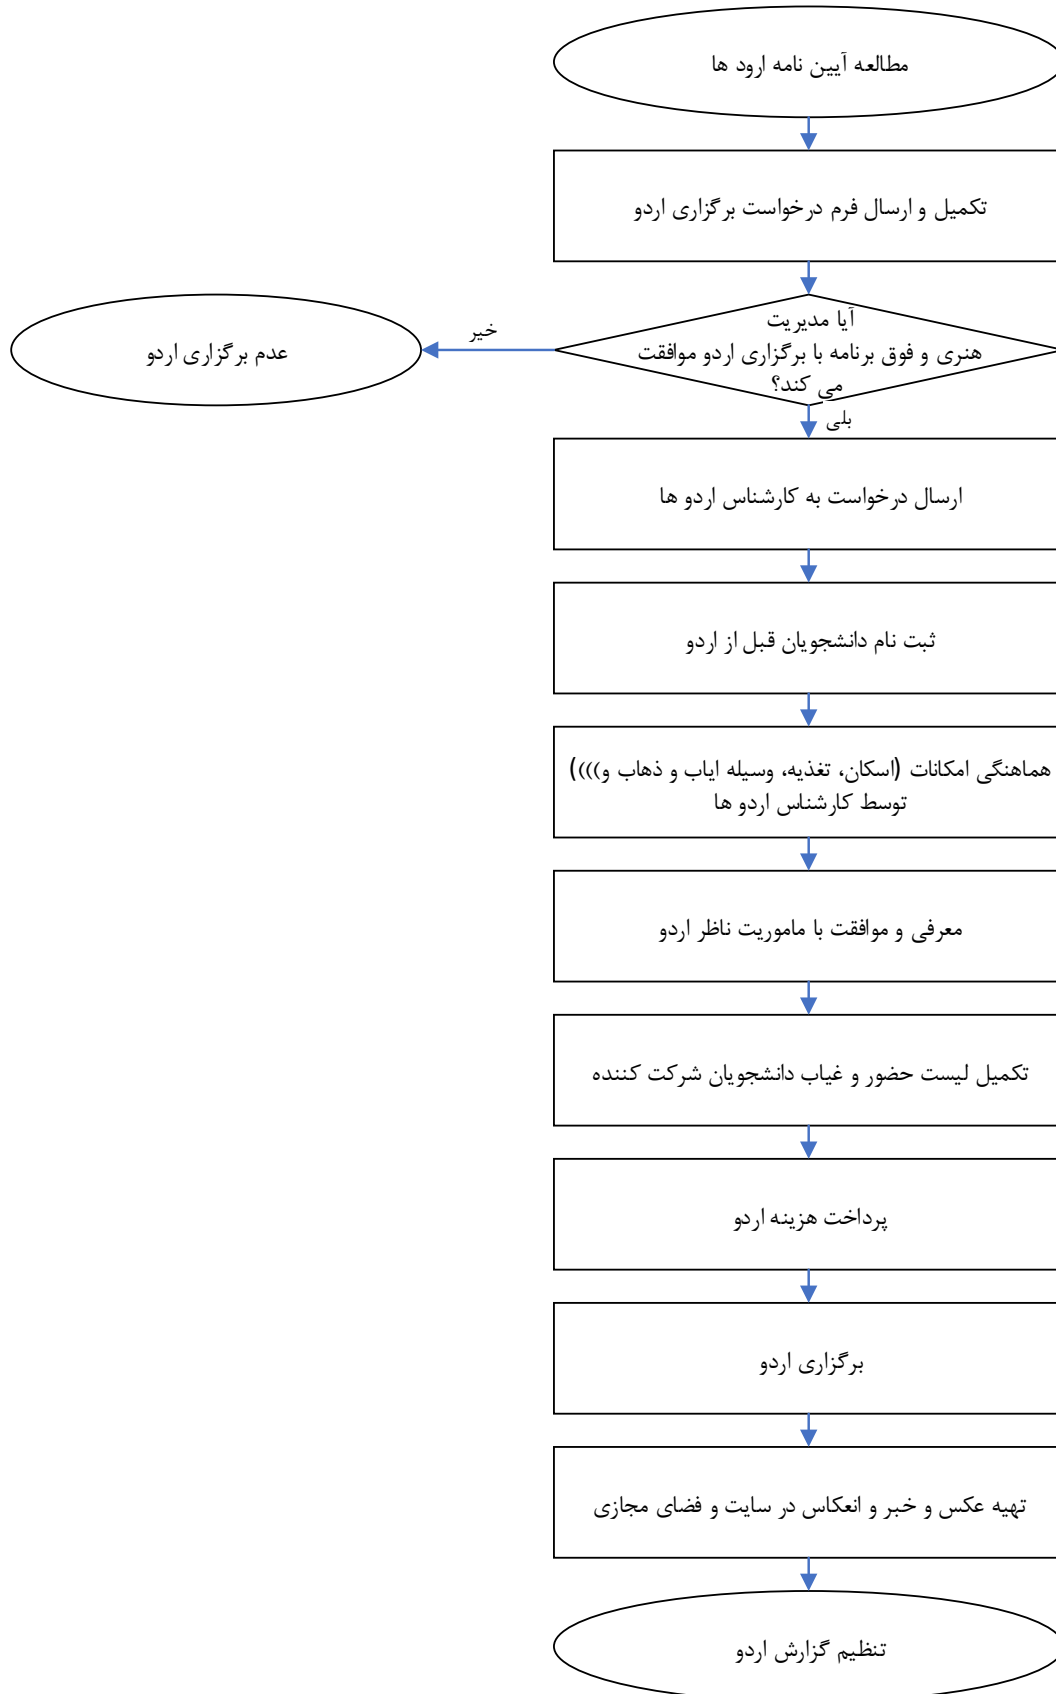 مطالعه آیین نامه ارود ها
تکمیل و ارسال فرم درخواست برگزاری اردو
آیا مدیریت
هنری و فوق برنامه با برگزاری اردو موافقت
می کند؟
خیر
عدم برگزاری اردو
بلی
ارسال درخواست به کارشناس اردو ها
ثبت نام دانشجویان قبل از اردو
هماهنگی امکانات (اسکان، تغذیه، وسیله ایاب و ذهاب و))))
توسط کارشناس اردو ها
معرفی و موافقت با ماموریت ناظر اردو
تکمیل لیست حضور و غیاب دانشجویان شرکت کننده
پرداخت هزینه اردو
برگزاری اردو
تهیه عکس و خبر و انعکاس در سایت و فضای مجازی
تنظیم گزارش اردو